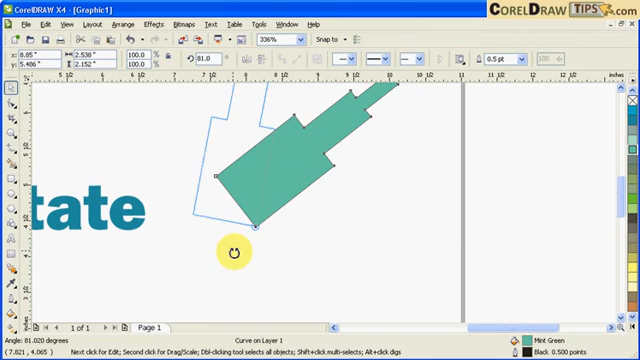 CorelDRAW X4 - [Graphic1]
CORELDRAW TIPS.com
File Edit View Layout Arrange Effects Bitmaps Text Table Tools Window Help
336% Snap to
x: 8.85" 2.538" 100.0 81.0 0.5 pt
y: 5.486" 2.152" 100.0 %
inches
tate
1 of 1 Page 1
Angle: 81.020 degrees Curve on Layer 1 Mint Green
( 7.821, 4.065 ) Next click for Edit; Second click for Drag/Scale; Dbl-clicking tool selects all objects; Shift+click multi-selects; Alt+click digs Black 0.500 points